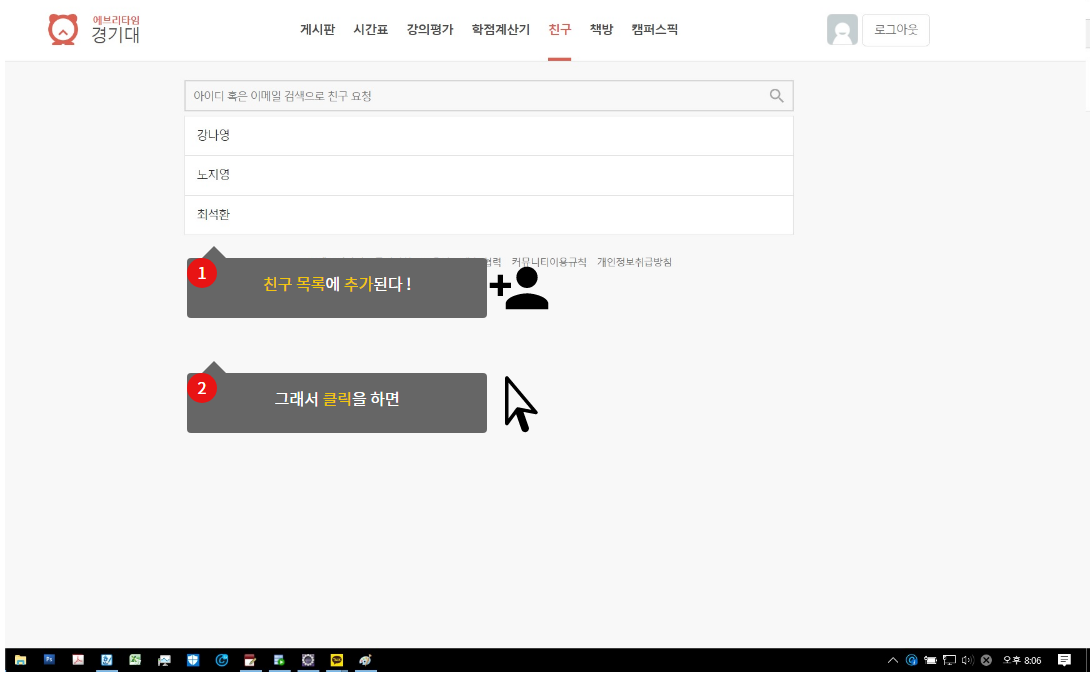 에브리타임
경기대
게시판 시간표 강의평가 학점계산기 친구 책방 캠퍼스픽
로그아웃
아이디 혹은 이메일 검색으로 친구 요청
강나영
노지영
최석환
커뮤니티이용규칙 개인정보취급방침
1
친구 목록에 추가된다 !
2
그래서 클릭을 하면
오후 8:06